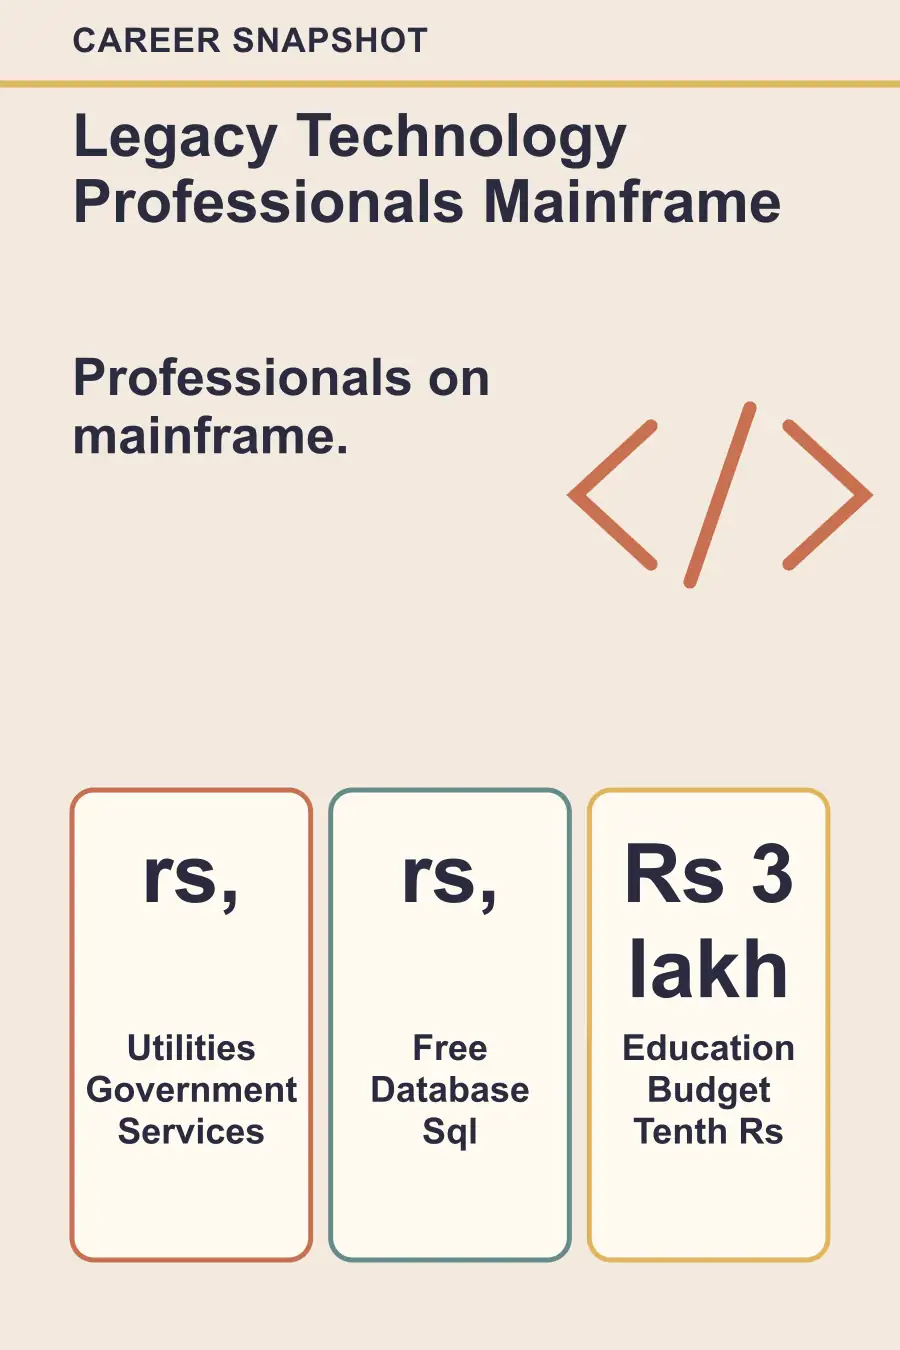 CAREER SNAPSHOT
Legacy Technology
Professionals Mainframe
Professionals on
mainframe.
rs,
Utilities
Government
Services
rs,
Free
Database
Sql
Rs 3
lakh
Education
Budget
Tenth Rs